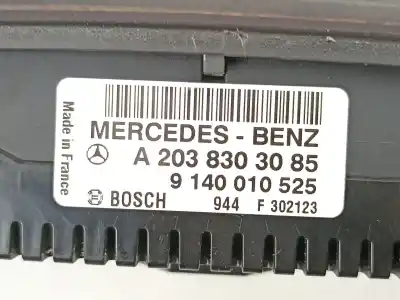 MERCEDES - BENZ
A 203 830 30 85
9 140 010 525
BOSCH 944 F 302123
Made in France